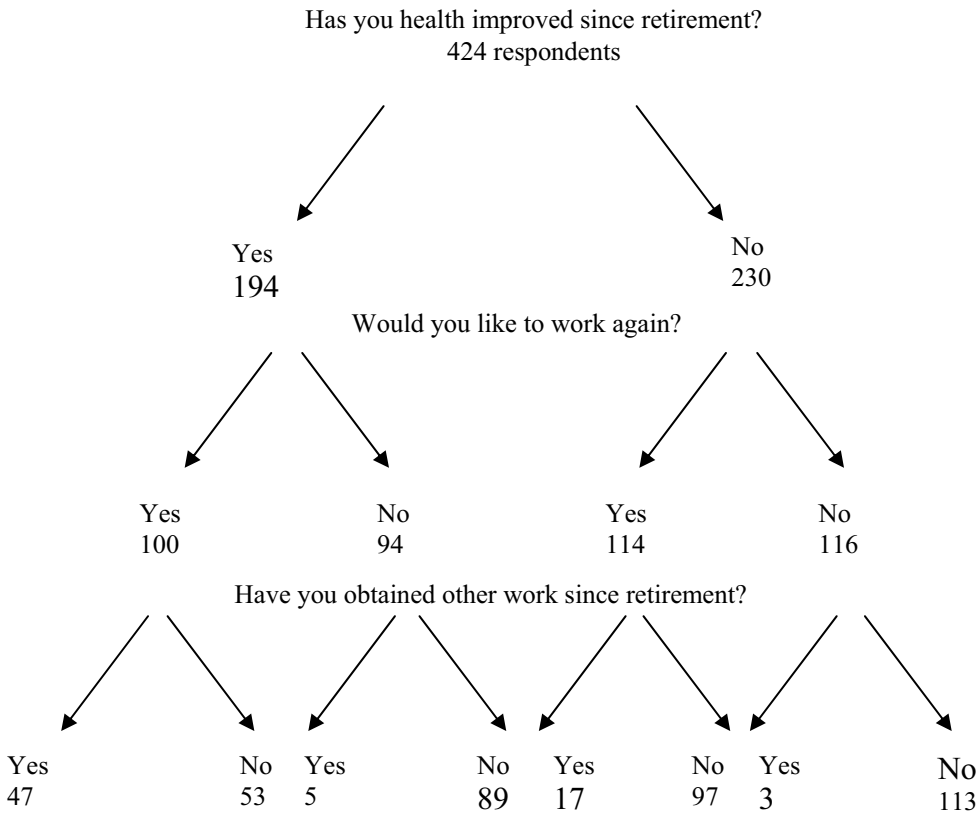 Has you health improved since retirement?
424 respondents
Yes
194
No
230
Would you like to work again?
Yes
100
No
94
Yes
114
No
116
Have you obtained other work since retirement?
Yes
47
No
53
Yes
5
No
89
Yes
17
No
97
Yes
3
No
113